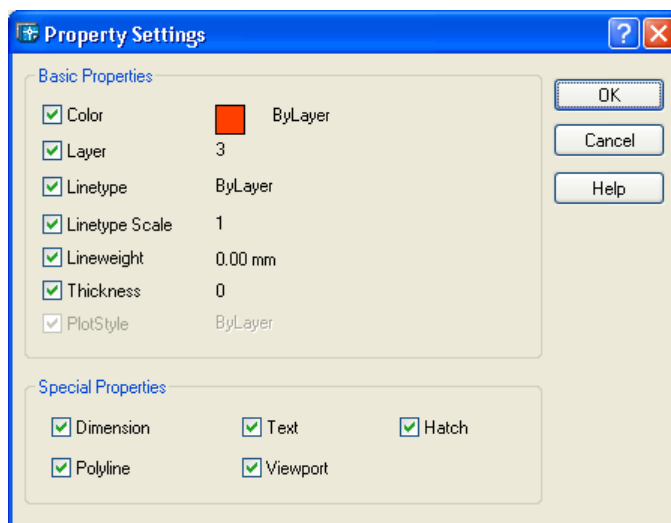 Property Settings
Basic Properties
OK
Color ByLayer
Layer 3
Cancel
Linetype ByLayer
Help
Linetype Scale 1
Lineweight 0.00 mm
Thickness 0
PlotStyle ByLayer
Special Properties
Dimension Text Hatch
Polyline Viewport